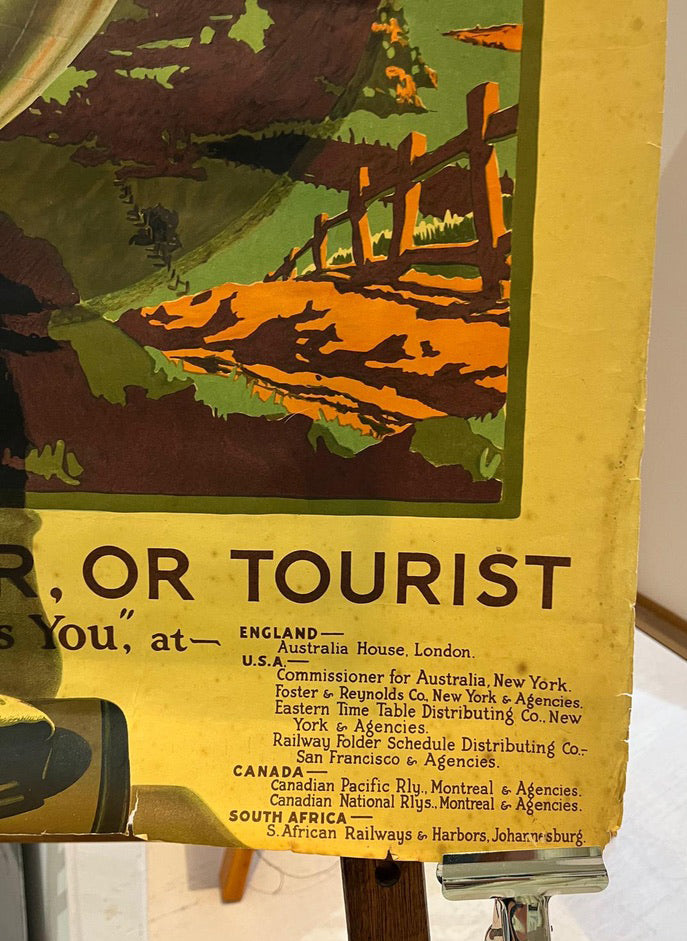 R, OR TOURIST
s You", at—
ENGLAND—
Australia House, London.
U.S.A.—
Commissioner for Australia, New York.
Foster & Reynolds Co, New York & Agencies.
Eastern Time Table Distributing Co., New
York & Agencies.
Railway Folder Schedule Distributing Co.-
San Francisco & Agencies.
CANADA—
Canadian Pacific Rly., Montreal & Agencies.
Canadian National Rlys., Montreal & Agencies.
SOUTH AFRICA—
S. African Railways & Harbors, Johannesburg.